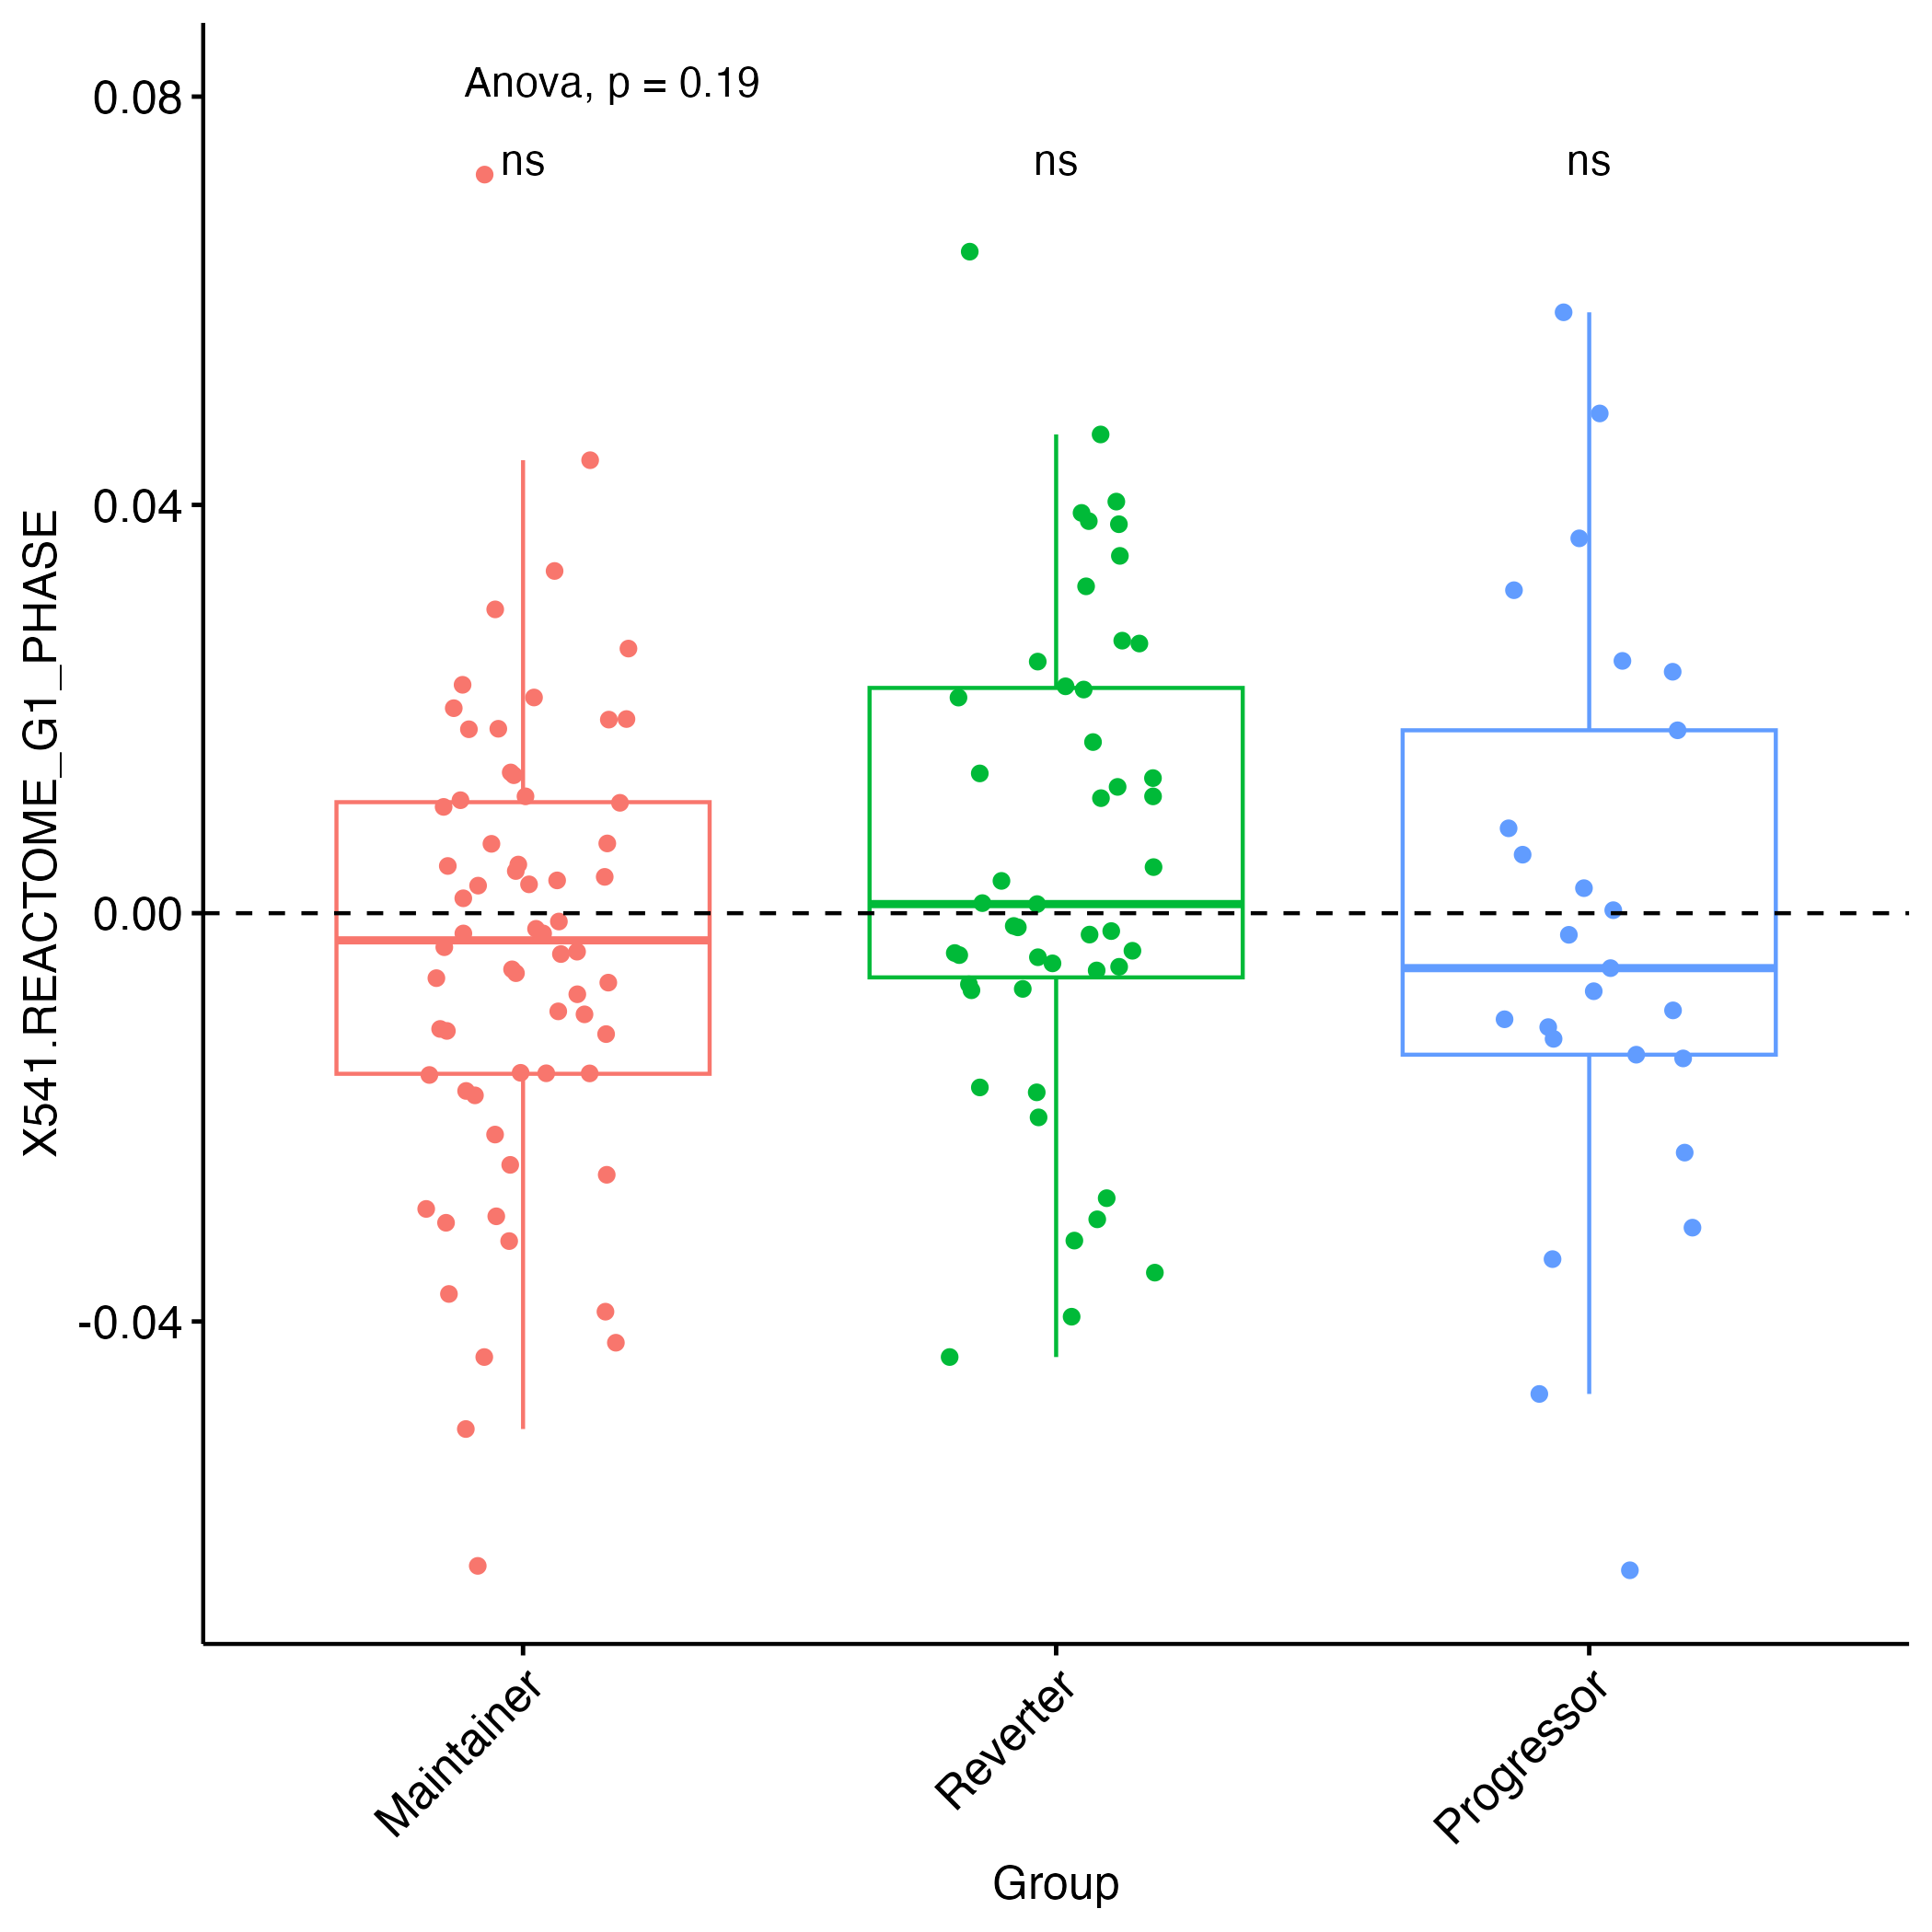 Anova, p = 0.19
ns
ns
ns
0.08
0.04
0.00
-0.04
X541.REACTOME_G1_PHASE
Maintainer
Reverter
Progressor
Group